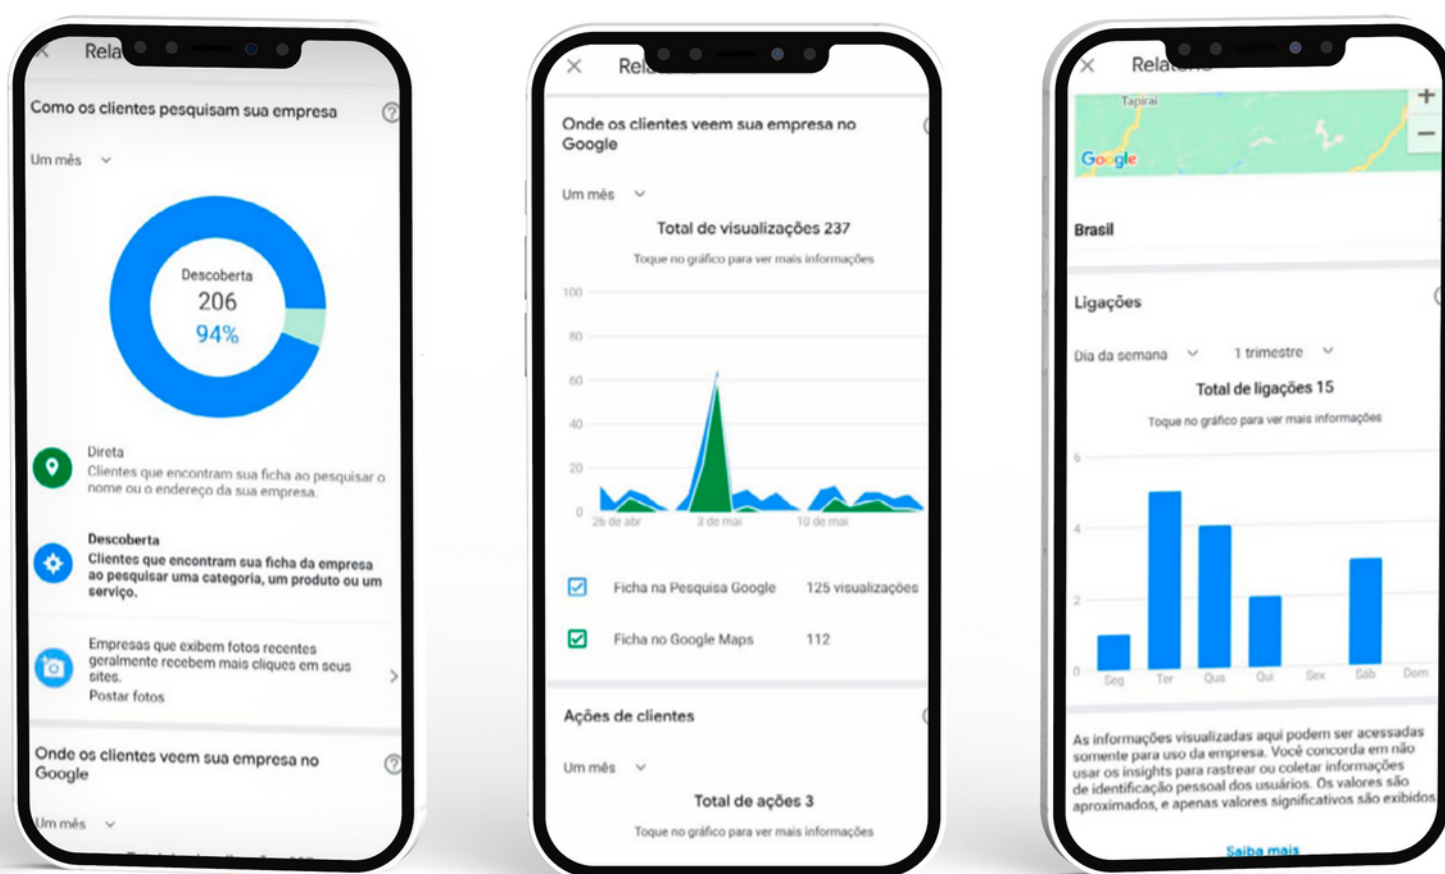 Como os clientes pesquisam sua empresa
Um mês
Descoberta
206
94%
Direta
Clientes que encontram sua ficha ao pesquisar o
nome ou o endereço da sua empresa.
Descoberta
Clientes que encontram sua ficha da empresa
ao pesquisar uma categoria, um produto ou um
serviço.
Empresas que exibem fotos recentes
geralmente recebem mais cliques em seus
sites.
Postar fotos
Onde os clientes veem sua empresa no
Google
Um mês
Onde os clientes veem sua empresa no
Google
Um mês
Total de visualizações 237
Toque no gráfico para ver mais informações
100
80
60
40
20
0
26 de abr 3 de mai 10 de mai
Ficha na Pesquisa Google 125 visualizações
Ficha no Google Maps 112
Ações de clientes
Um mês
Total de ações 3
Toque no gráfico para ver mais informações
Tapiraí
Google
Brasil
Ligações
Dia da semana 1 trimestre
Total de ligações 15
Toque no gráfico para ver mais informações
6
4
2
0
Seg Ter Qua Qui Sex Sáb Dom
As informações visualizadas aqui podem ser acessadas
somente para uso da empresa. Você concorda em não
usar os insights para rastrear ou coletar informações
de identificação pessoal dos usuários. Os valores são
aproximados, e apenas valores significativos são exibidos
Saiba mais